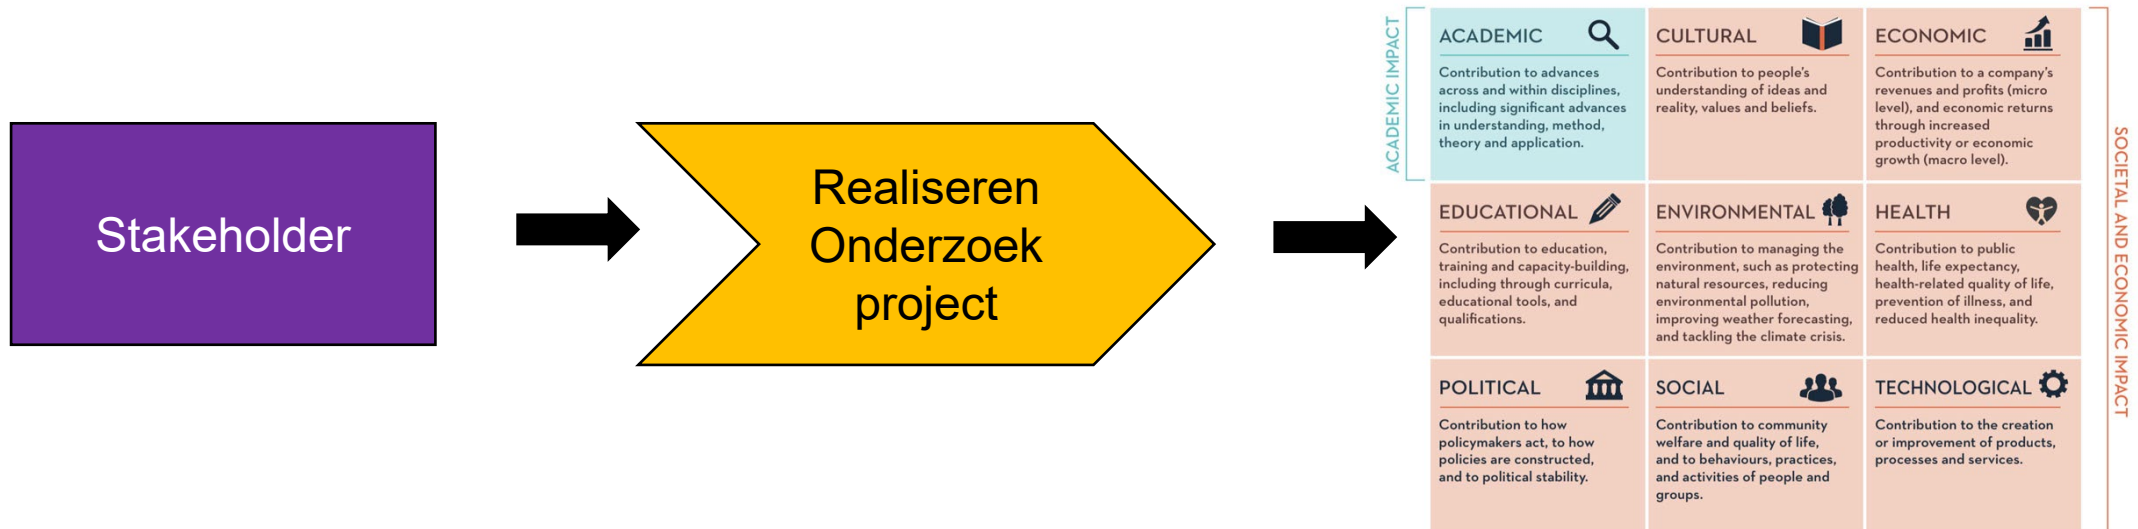 Stakeholder
Realiseren
Onderzoek
project
ACADEMIC IMPACT
ACADEMIC
Contribution to advances
across and within disciplines,
including significant advances
in understanding, method,
theory and application.
CULTURAL
Contribution to people's
understanding of ideas and
reality, values and beliefs.
ECONOMIC
Contribution to a company's
revenues and profits (micro
level), and economic returns
through increased
productivity or economic
growth (macro level).
EDUCATIONAL
Contribution to education,
training and capacity-building,
including through curricula,
educational tools, and
qualifications.
ENVIRONMENTAL
Contribution to managing the
environment, such as protecting
natural resources, reducing
environmental pollution,
improving weather forecasting,
and tackling the climate crisis.
HEALTH
Contribution to public
health, life expectancy,
health-related quality of life,
prevention of illness, and
reduced health inequality.
POLITICAL
Contribution to how
policymakers act, to how
policies are constructed,
and to political stability.
SOCIAL
Contribution to community
welfare and quality of life,
and to behaviours, practices,
and activities of people and
groups.
TECHNOLOGICAL
Contribution to the creation
or improvement of products,
processes and services.
SOCIETAL AND ECONOMIC IMPACT